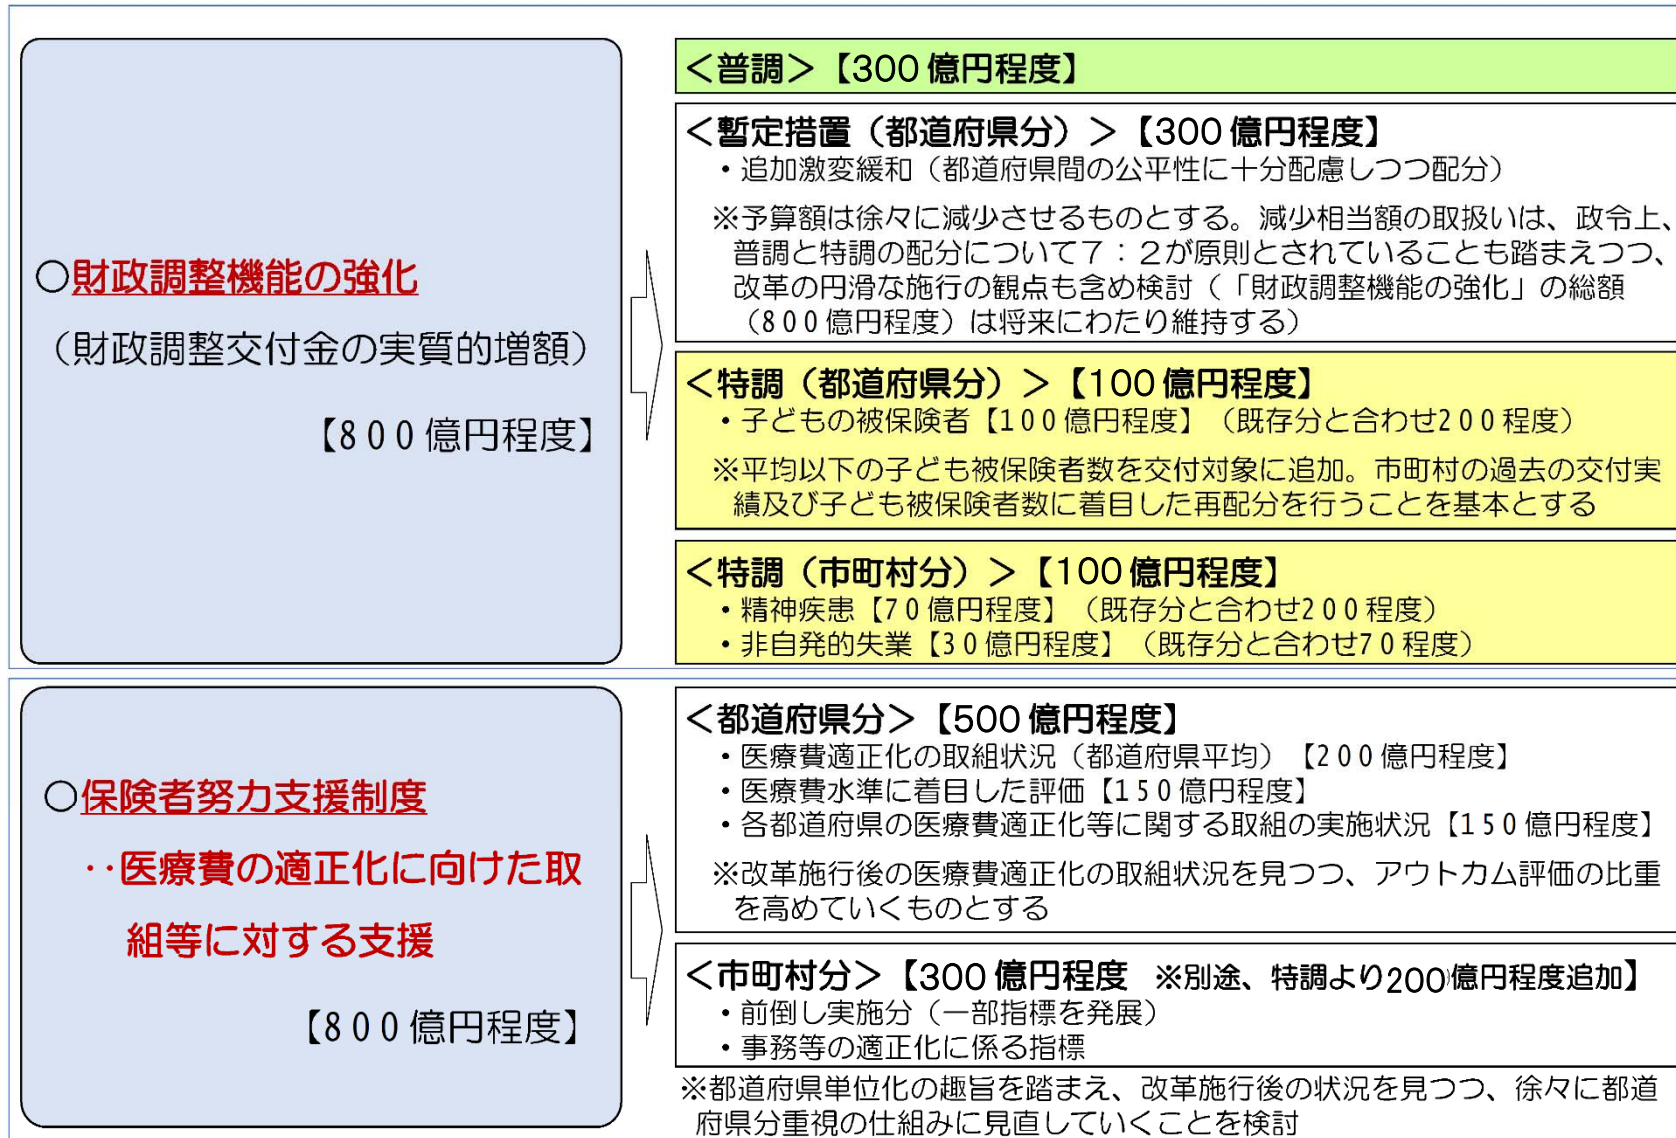 ○財政調整機能の強化
（財政調整交付金の実質的増額）
【800億円程度】
＜普調＞【300億円程度】
＜暫定措置（都道府県分）＞【300億円程度】
・追加激変緩和（都道府県間の公平性に十分配慮しつつ配分）
※予算額は徐々に減少させるものとする。減少相当額の取扱いは、政令上、
普調と特調の配分について７：２が原則とされていることも踏まえつつ、
改革の円滑な施行の観点も含め検討（「財政調整機能の強化」の総額
（800億円程度）は将来にわたり維持する）
＜特調（都道府県分）＞【100億円程度】
・子どもの被保険者【100億円程度】（既存分と合わせ200程度）
※平均以下の子ども被保険者数を交付対象に追加。市町村の過去の交付実
績及び子ども被保険者数に着目した再配分を行うことを基本とする
＜特調（市町村分）＞【100億円程度】
・精神疾患【70億円程度】（既存分と合わせ200程度）
・非自発的失業【30億円程度】（既存分と合わせ70程度）
○保険者努力支援制度
‥医療費の適正化に向けた取
組等に対する支援
【800億円程度】
＜都道府県分＞【500億円程度】
・医療費適正化の取組状況（都道府県平均）【200億円程度】
・医療費水準に着目した評価【150億円程度】
・各都道府県の医療費適正化等に関する取組の実施状況【150億円程度】
※改革施行後の医療費適正化の取組状況を見つつ、アウトカム評価の比重
を高めていくものとする
＜市町村分＞【300億円程度 ※別途、特調より200億円程度追加】
・前倒し実施分（一部指標を発展）
・事務等の適正化に係る指標
※都道府県単位化の趣旨を踏まえ、改革施行後の状況を見つつ、徐々に都道
府県分重視の仕組みに見直していくことを検討